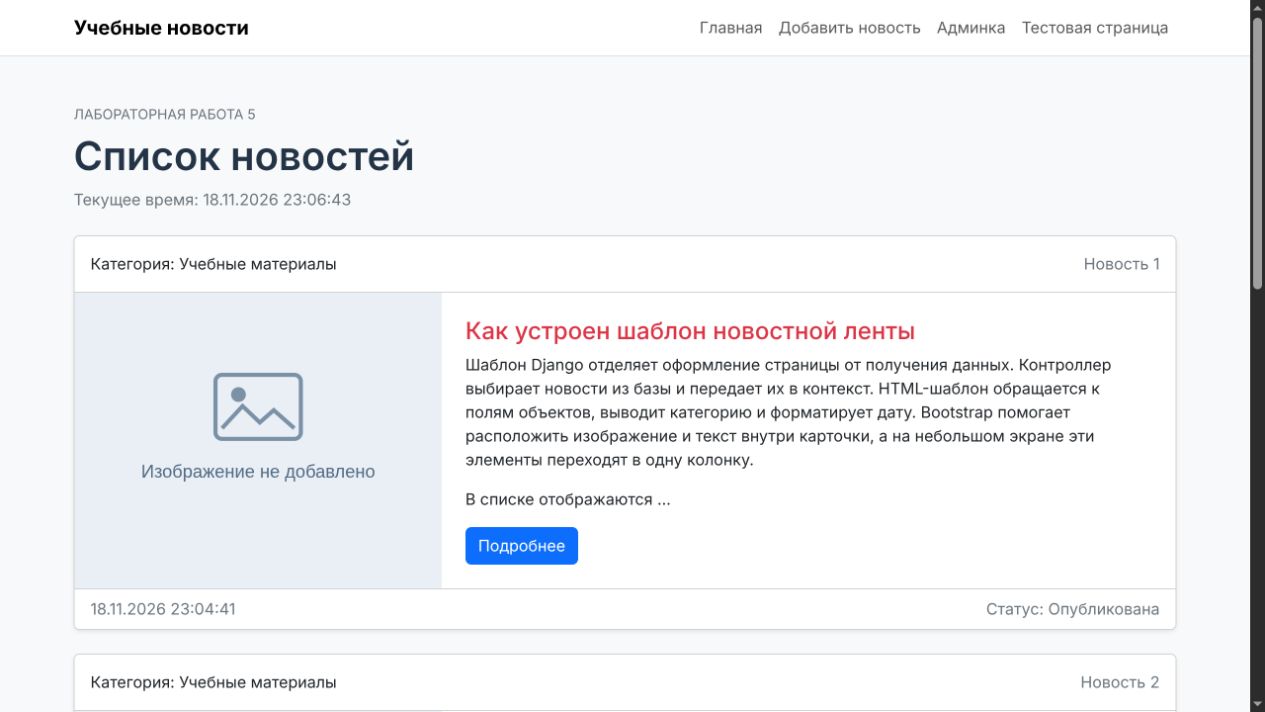 Учебные новости
Главная Добавить новость Админка Тестовая страница
ЛАБОРАТОРНАЯ РАБОТА 5
Список новостей
Текущее время: 18.11.2026 23:06:43
Категория: Учебные материалы
Новость 1
Изображение не добавлено
Как устроен шаблон новостной ленты
Шаблон Django отделяет оформление страницы от получения данных. Контроллер
выбирает новости из базы и передает их в контекст. HTML-шаблон обращается к
полям объектов, выводит категорию и форматирует дату. Bootstrap помогает
расположить изображение и текст внутри карточки, а на небольшом экране эти
элементы переходят в одну колонку.
В списке отображаются ...
Подробнее
18.11.2026 23:04:41
Статус: Опубликована
Категория: Учебные материалы
Новость 2